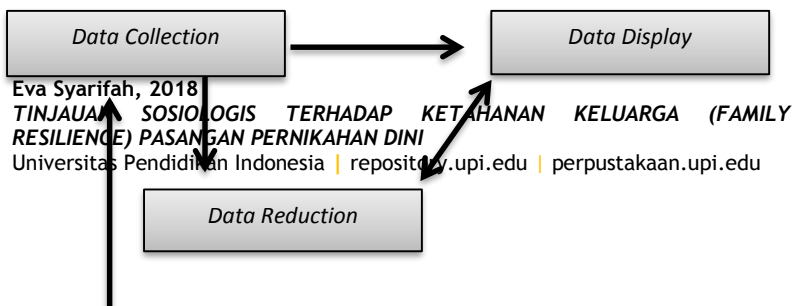 Data Collection
Data Display
Eva Syarifah, 2018
TINJAUAN SOSIOLOGIS TERHADAP KETAHANAN KELUARGA (FAMILY
RESILIENCE) PASANGAN PERNIKAHAN DINI
Universitas Pendidikan Indonesia | repository.upi.edu | perpustakaan.upi.edu
Data Reduction